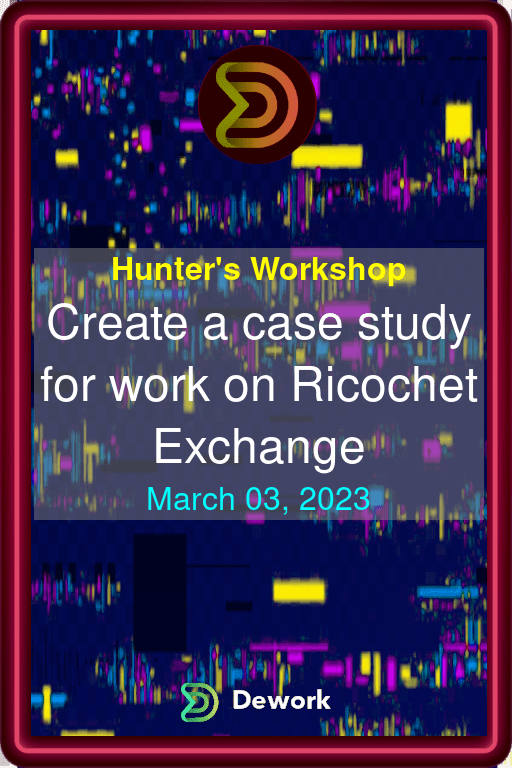 Hunter's Workshop
Create a case study
for work on Ricochet
Exchange
March 03, 2023
Dework